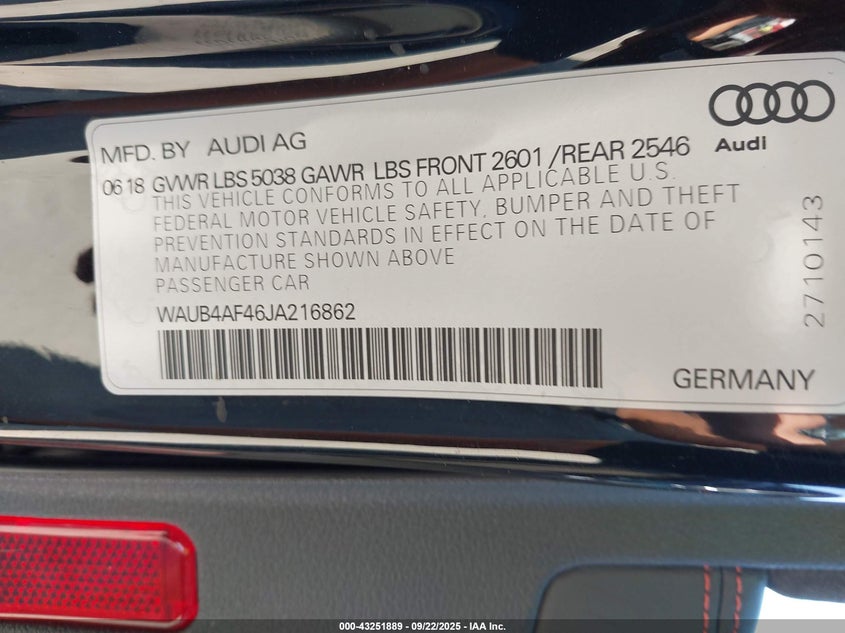 MFD. BY AUDI AG
Audi
06 18 GVWR LBS 5038 GAWR LBS FRONT 2601 /REAR 2546
THIS VEHICLE CONFORMS TO ALL APPLICABLE U.S.
FEDERAL MOTOR VEHICLE SAFETY, BUMPER AND THEFT
PREVENTION STANDARDS IN EFFECT ON THE DATE OF
MANUFACTURE SHOWN ABOVE
PASSENGER CAR
WAUB4AF46JA216862
2710143
GERMANY
000-43251889 - 09/22/2025 - IAA Inc.